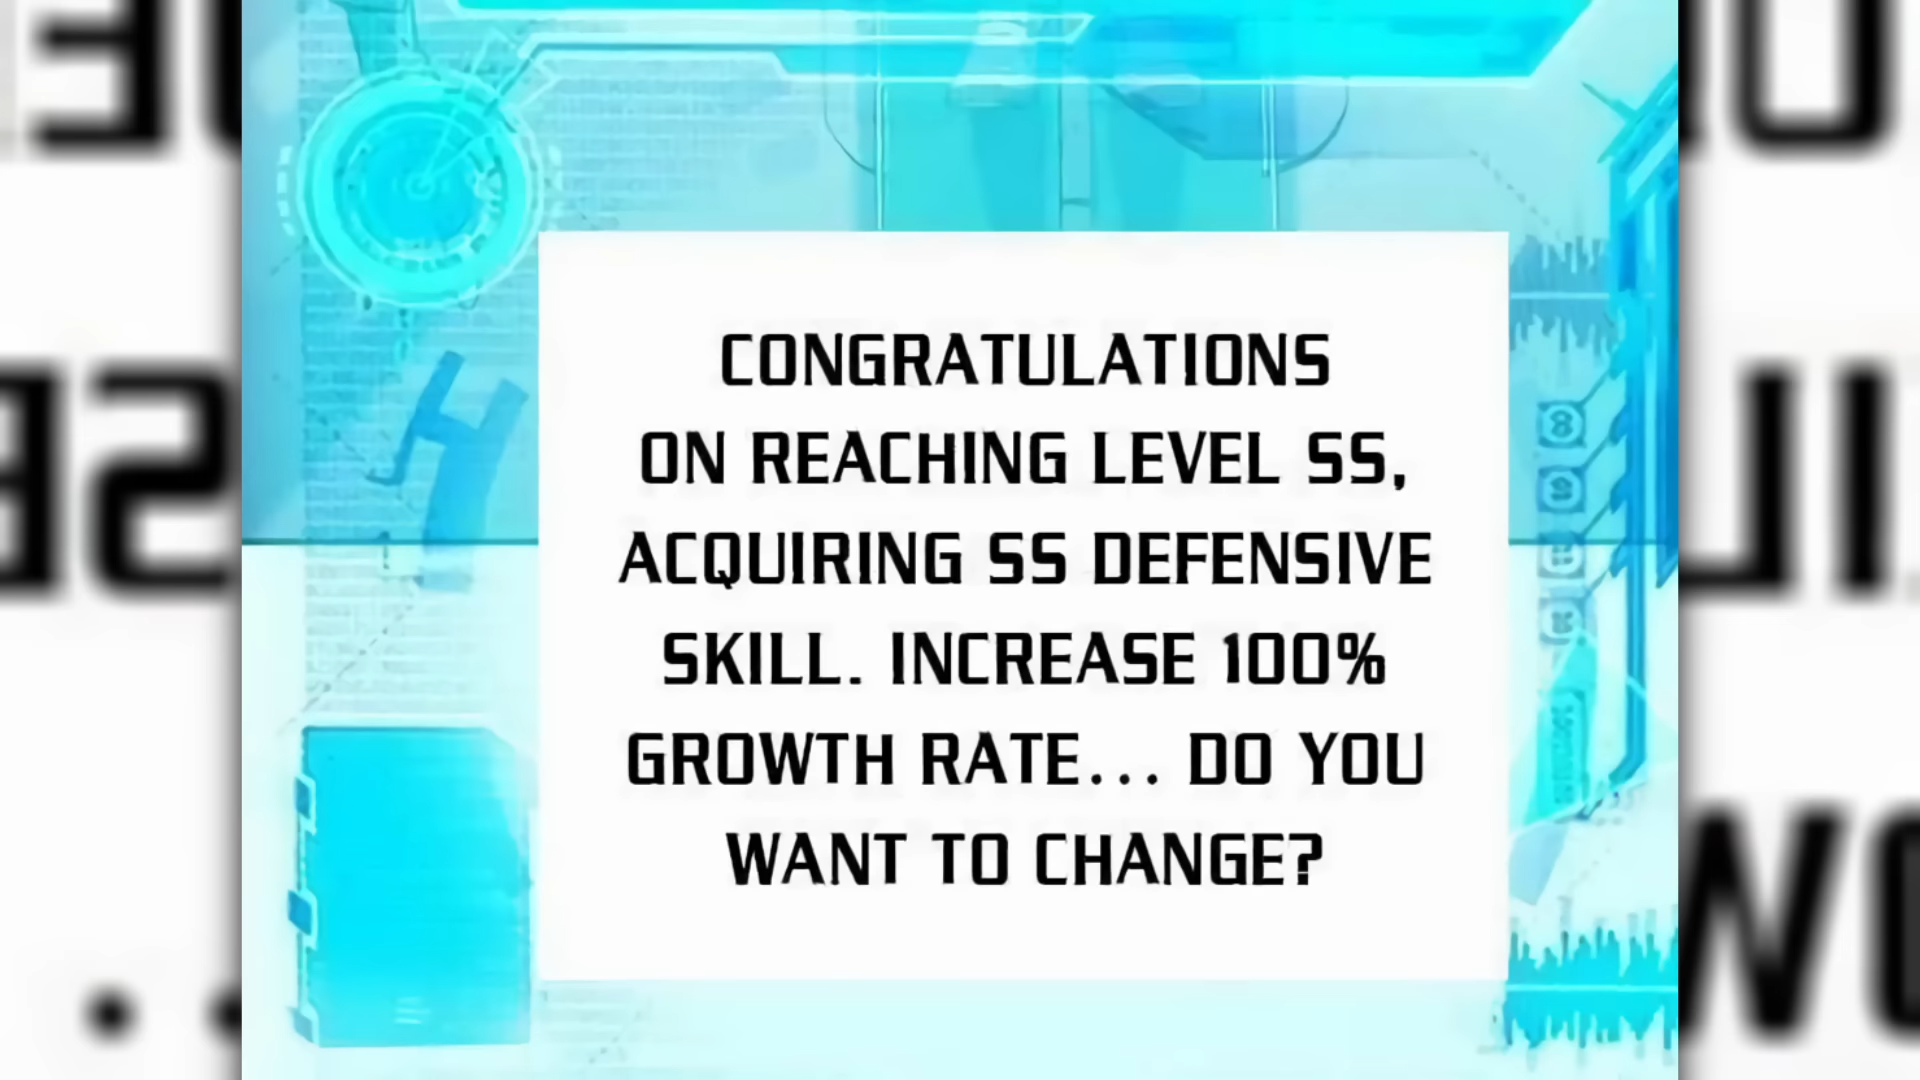 CONGRATULATIONS
ON REACHING LEVEL SS,
ACQUIRING SS DEFENSIVE
SKILL. INCREASE 100%
GROWTH RATE... DO YOU
WANT TO CHANGE?